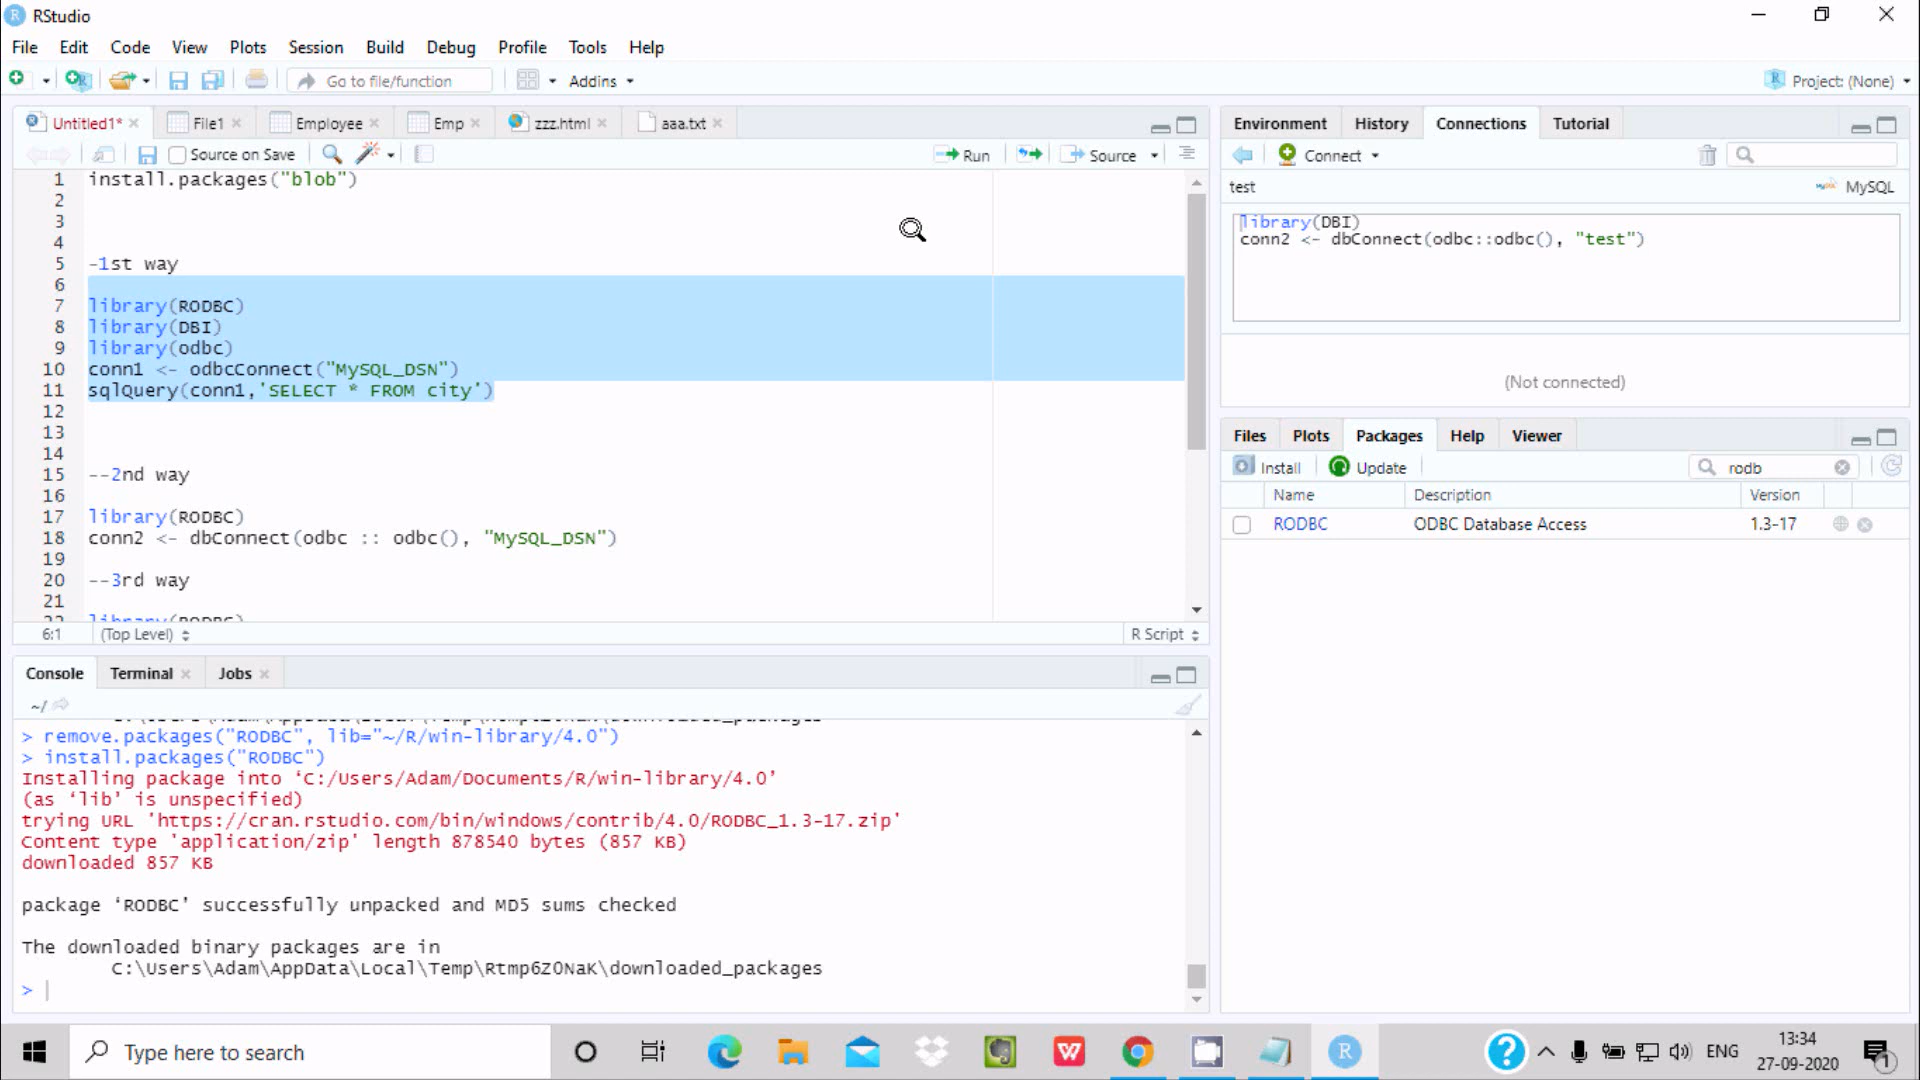 RStudio
File Edit Code View Plots Session Build Debug Profile Tools Help
Go to file/function Addins Project: (None)
Untitled1* File1 Employee Emp zzz.html aaa.txt
Source on Save Run Source
1 install.packages("blob")
2
3
4
5 -1st way
6
7 library(RODBC)
8 library(DBI)
9 library(odbc)
10 conn1 <- odbcConnect("MySQL_DSN")
11 sqlQuery(conn1,'SELECT * FROM city')
12
13
14
15 --2nd way
16
17 library(RODBC)
18 conn2 <- dbConnect(odbc :: odbc(), "MySQL_DSN")
19
20 --3rd way
21
22 library(RODBC)
6:1 (Top Level) R Script
Console Terminal Jobs
~/
> remove.packages("RODBC", lib="~/R/win-library/4.0")
> install.packages("RODBC")
Installing package into ‘C:/Users/Adam/Documents/R/win-library/4.0’
(as ‘lib’ is unspecified)
trying URL 'https://cran.rstudio.com/bin/windows/contrib/4.0/RODBC_1.3-17.zip'
Content type 'application/zip' length 878540 bytes (857 KB)
downloaded 857 KB
package ‘RODBC’ successfully unpacked and MD5 sums checked
The downloaded binary packages are in
C:\Users\Adam\AppData\Local\Temp\Rtmp6Z0NaK\downloaded_packages
>
Environment History Connections Tutorial
Connect
test MySQL
library(DBI)
conn2 <- dbConnect(odbc::odbc(), "test")
(Not connected)
Files Plots Packages Help Viewer
Install Update rodb
Name Description Version
RODBC ODBC Database Access 1.3-17
Type here to search
ENG
13:34
27-09-2020
1